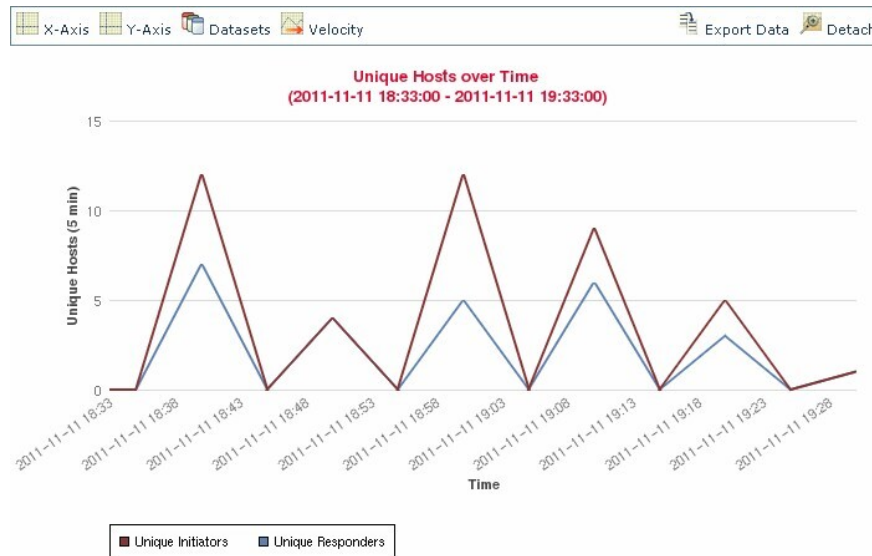 X-Axis Y-Axis Datasets Velocity Export Data Detach
Unique Hosts over Time
(2011-11-11 18:33:00 - 2011-11-11 19:33:00)
Unique Hosts (5 min)
15
10
5
0
2011-11-11 18:33
2011-11-11 18:38
2011-11-11 18:43
2011-11-11 18:48
2011-11-11 18:53
2011-11-11 18:58
2011-11-11 19:03
2011-11-11 19:08
2011-11-11 19:13
2011-11-11 19:18
2011-11-11 19:23
2011-11-11 19:28
Time
Unique Initiators Unique Responders